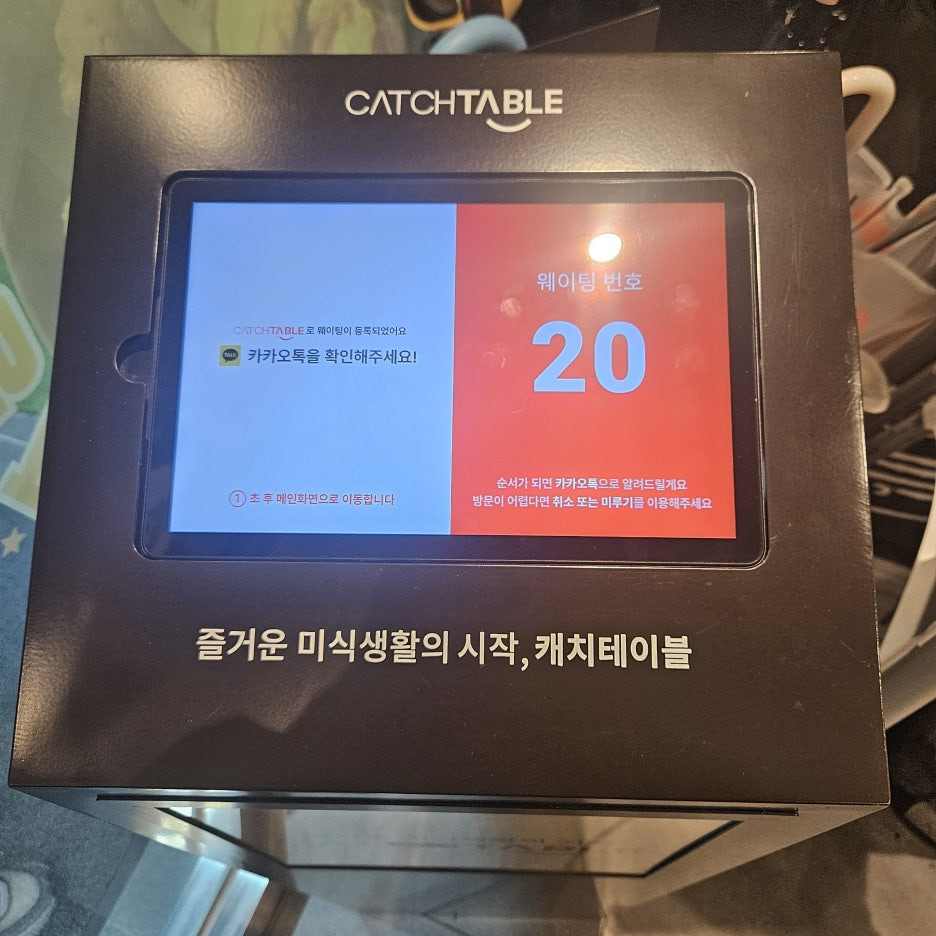 CATCHTABLE
CATCHTABLE로 웨이팅이 등록되었어요
TALK 카카오톡을 확인해주세요!
1 초 후 메인화면으로 이동합니다
웨이팅 번호
20
순서가 되면 카카오톡으로 알려드릴게요
방문이 어렵다면 취소 또는 미루기를 이용해주세요
즐거운 미식생활의 시작, 캐치테이블